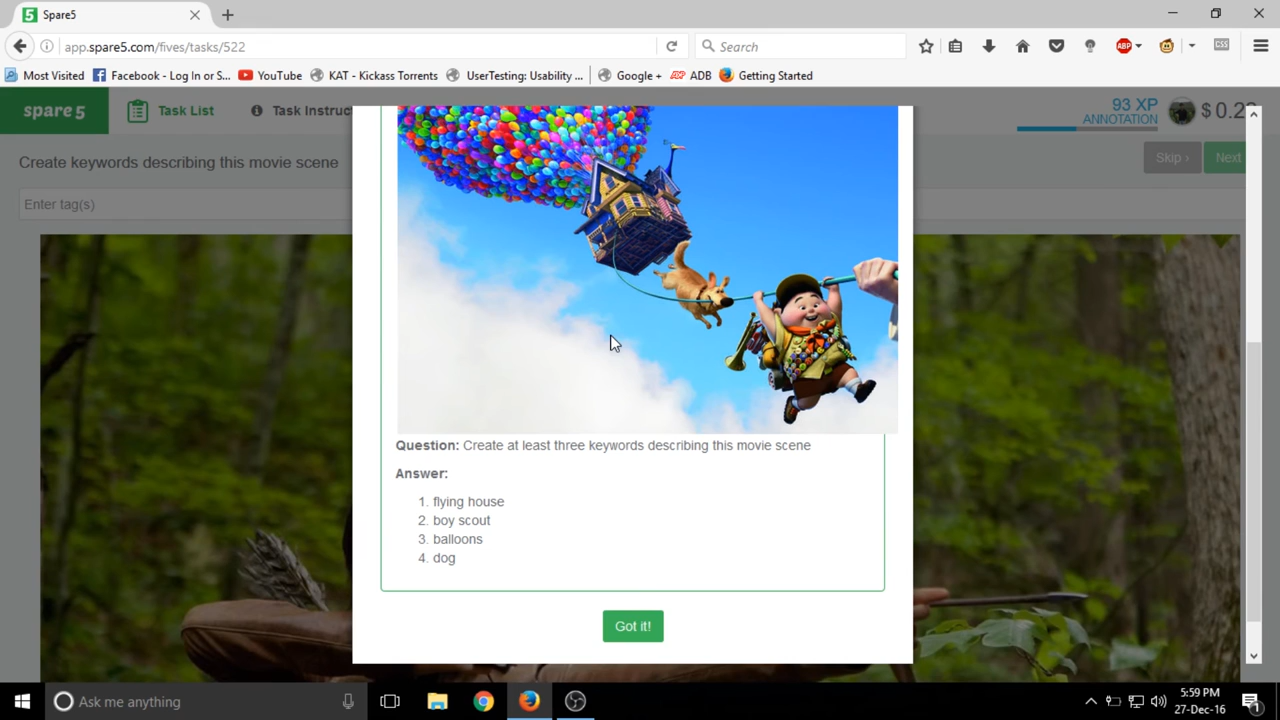 Spare5
app.spare5.com/fives/tasks/522
Search
ABP
CSS
Most Visited
Facebook - Log In or S...
YouTube
KAT - Kickass Torrents
UserTesting: Usability ...
Google +
ADP
ADB
Getting Started
spare5
Task List
Task Instruc
93 XP
ANNOTATION
$ 0.2
Create keywords describing this movie scene
Skip ›
Next
Enter tag(s)
Question: Create at least three keywords describing this movie scene
Answer:
1. flying house
2. boy scout
3. balloons
4. dog
Got it!
Ask me anything
5:59 PM
27-Dec-16
1